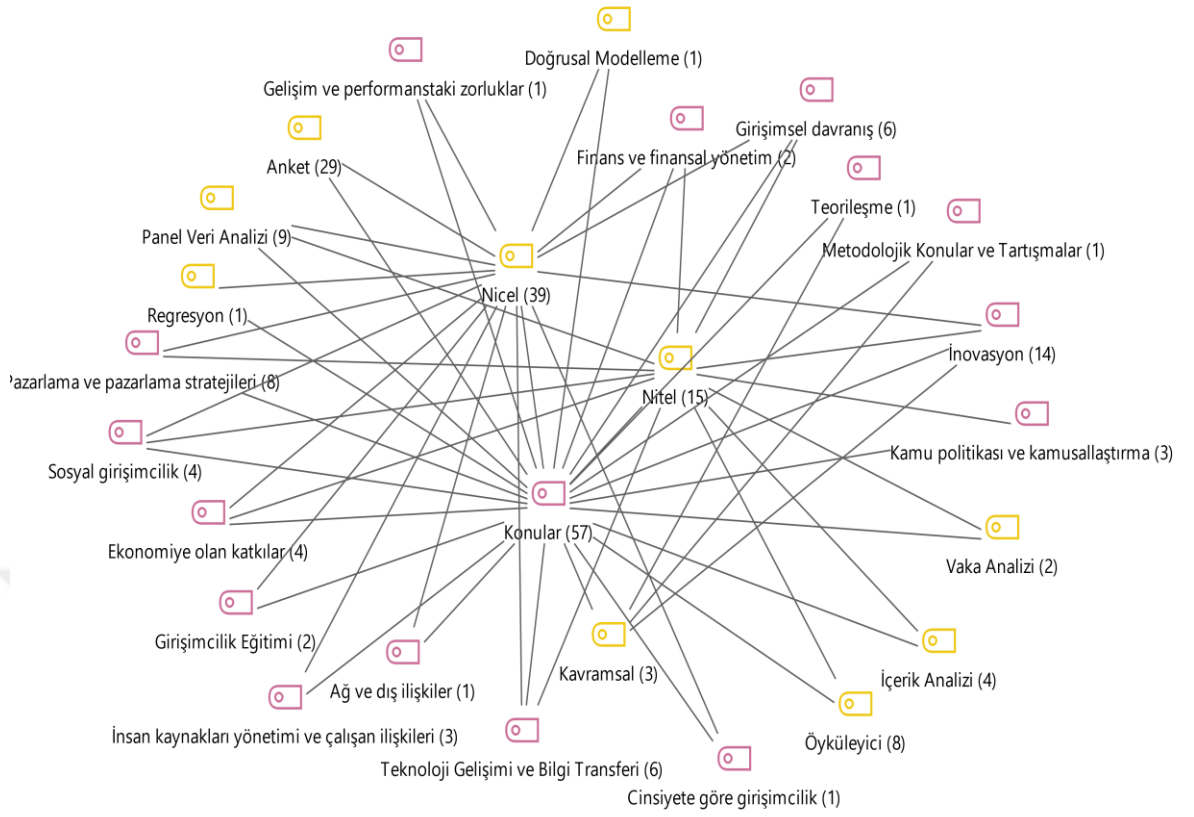 Doğrusal Modelleme (1)
Gelişim ve performanstaki zorluklar (1)
Girişimsel davranış (6)
Finans ve finansal yönetim (2)
Anket (29)
Teorileşme (1)
Panel Veri Analizi (9)
Metodolojik Konular ve Tartışmalar (1)
Nicel (39)
Regresyon (1)
İnovasyon (14)
Pazarlama ve pazarlama stratejileri (8)
Nitel (15)
Kamu politikası ve kamusallaştırma (3)
Sosyal girişimcilik (4)
Konular (57)
Ekonomiye olan katkılar (4)
Vaka Analizi (2)
Girişimcilik Eğitimi (2)
Kavramsal (3)
İçerik Analizi (4)
Ağ ve dış ilişkiler (1)
İnsan kaynakları yönetimi ve çalışan ilişkileri (3)
Öyküleyici (8)
Teknoloji Gelişimi ve Bilgi Transferi (6)
Cinsiyete göre girişimcilik (1)